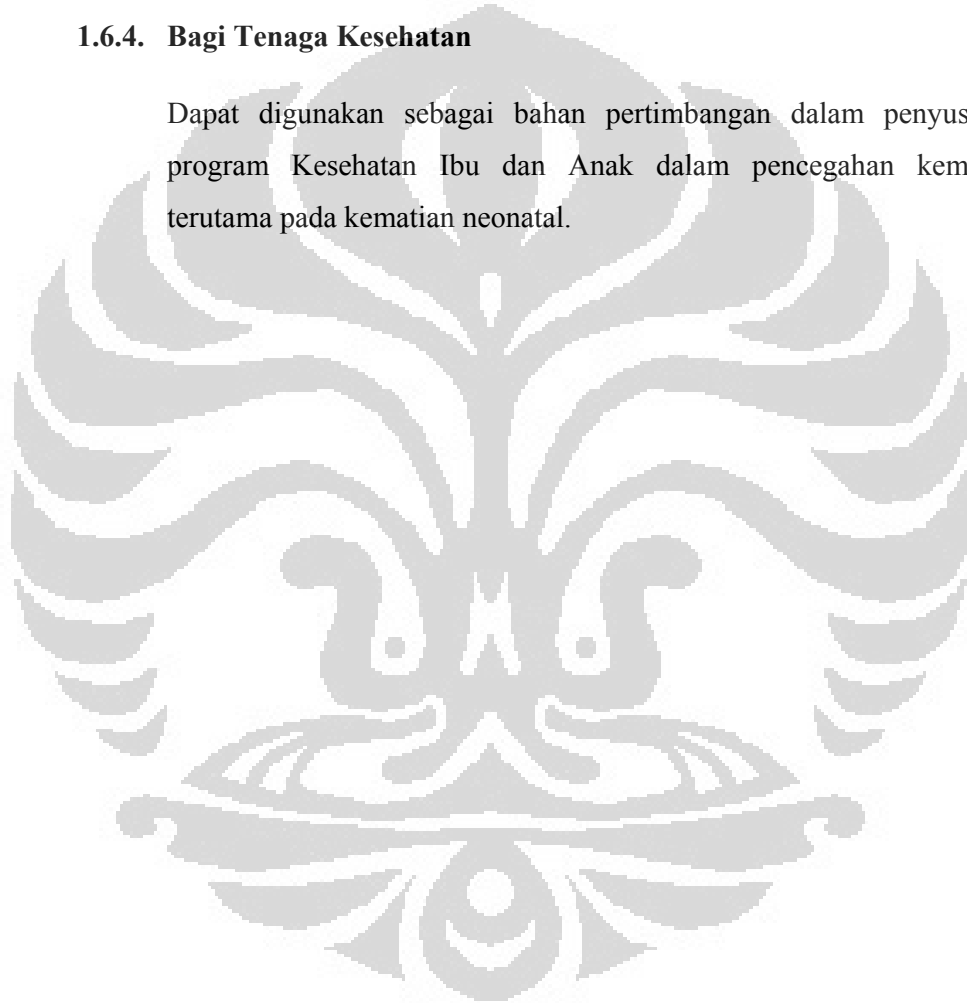 1.6.4. Bagi Tenaga Kesehatan
Dapat digunakan sebagai bahan pertimbangan dalam penyus
program Kesehatan Ibu dan Anak dalam pencegahan kem
terutama pada kematian neonatal.